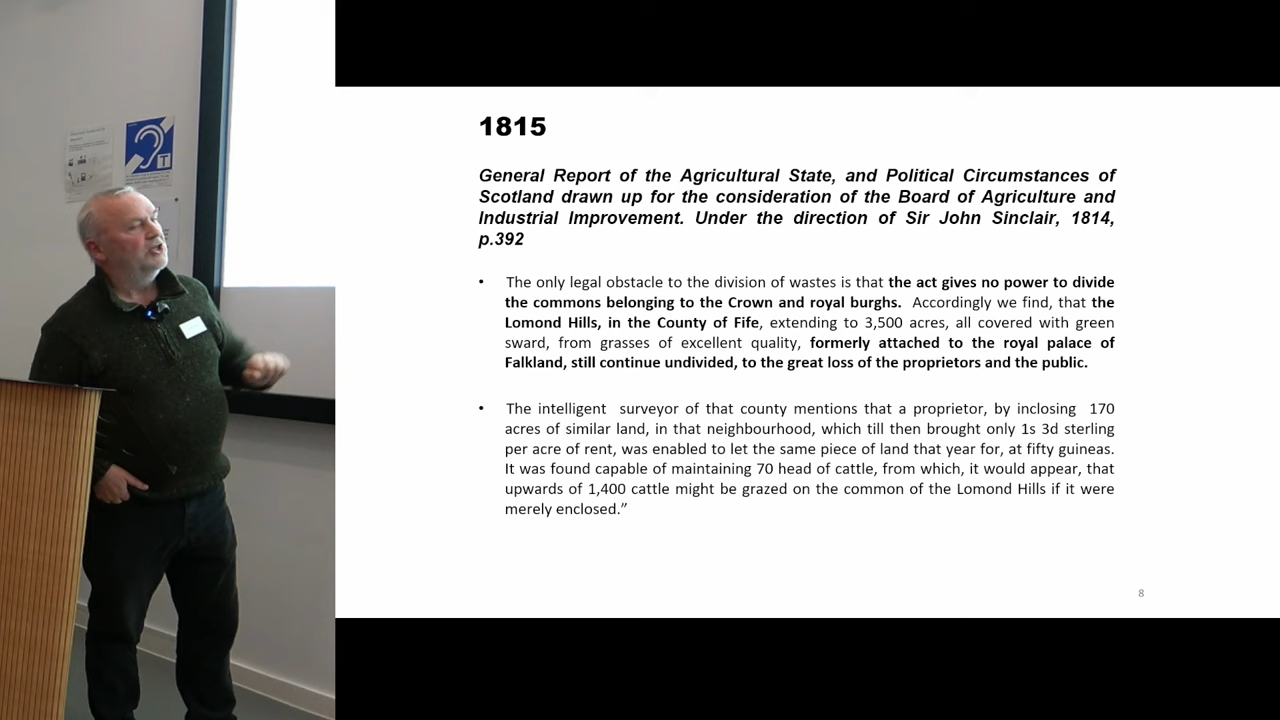 1815
General Report of the Agricultural State, and Political Circumstances of
Scotland drawn up for the consideration of the Board of Agriculture and
Industrial Improvement. Under the direction of Sir John Sinclair, 1814,
p.392
• The only legal obstacle to the division of wastes is that the act gives no power to divide
the commons belonging to the Crown and royal burghs. Accordingly we find, that the
Lomond Hills, in the County of Fife, extending to 3,500 acres, all covered with green
sward, from grasses of excellent quality, formerly attached to the royal palace of
Falkland, still continue undivided, to the great loss of the proprietors and the public.
• The intelligent surveyor of that county mentions that a proprietor, by inclosing 170
acres of similar land, in that neighbourhood, which till then brought only 1s 3d sterling
per acre of rent, was enabled to let the same piece of land that year for, at fifty guineas.
It was found capable of maintaining 70 head of cattle, from which, it would appear, that
upwards of 1,400 cattle might be grazed on the common of the Lomond Hills if it were
merely enclosed.”
8
T